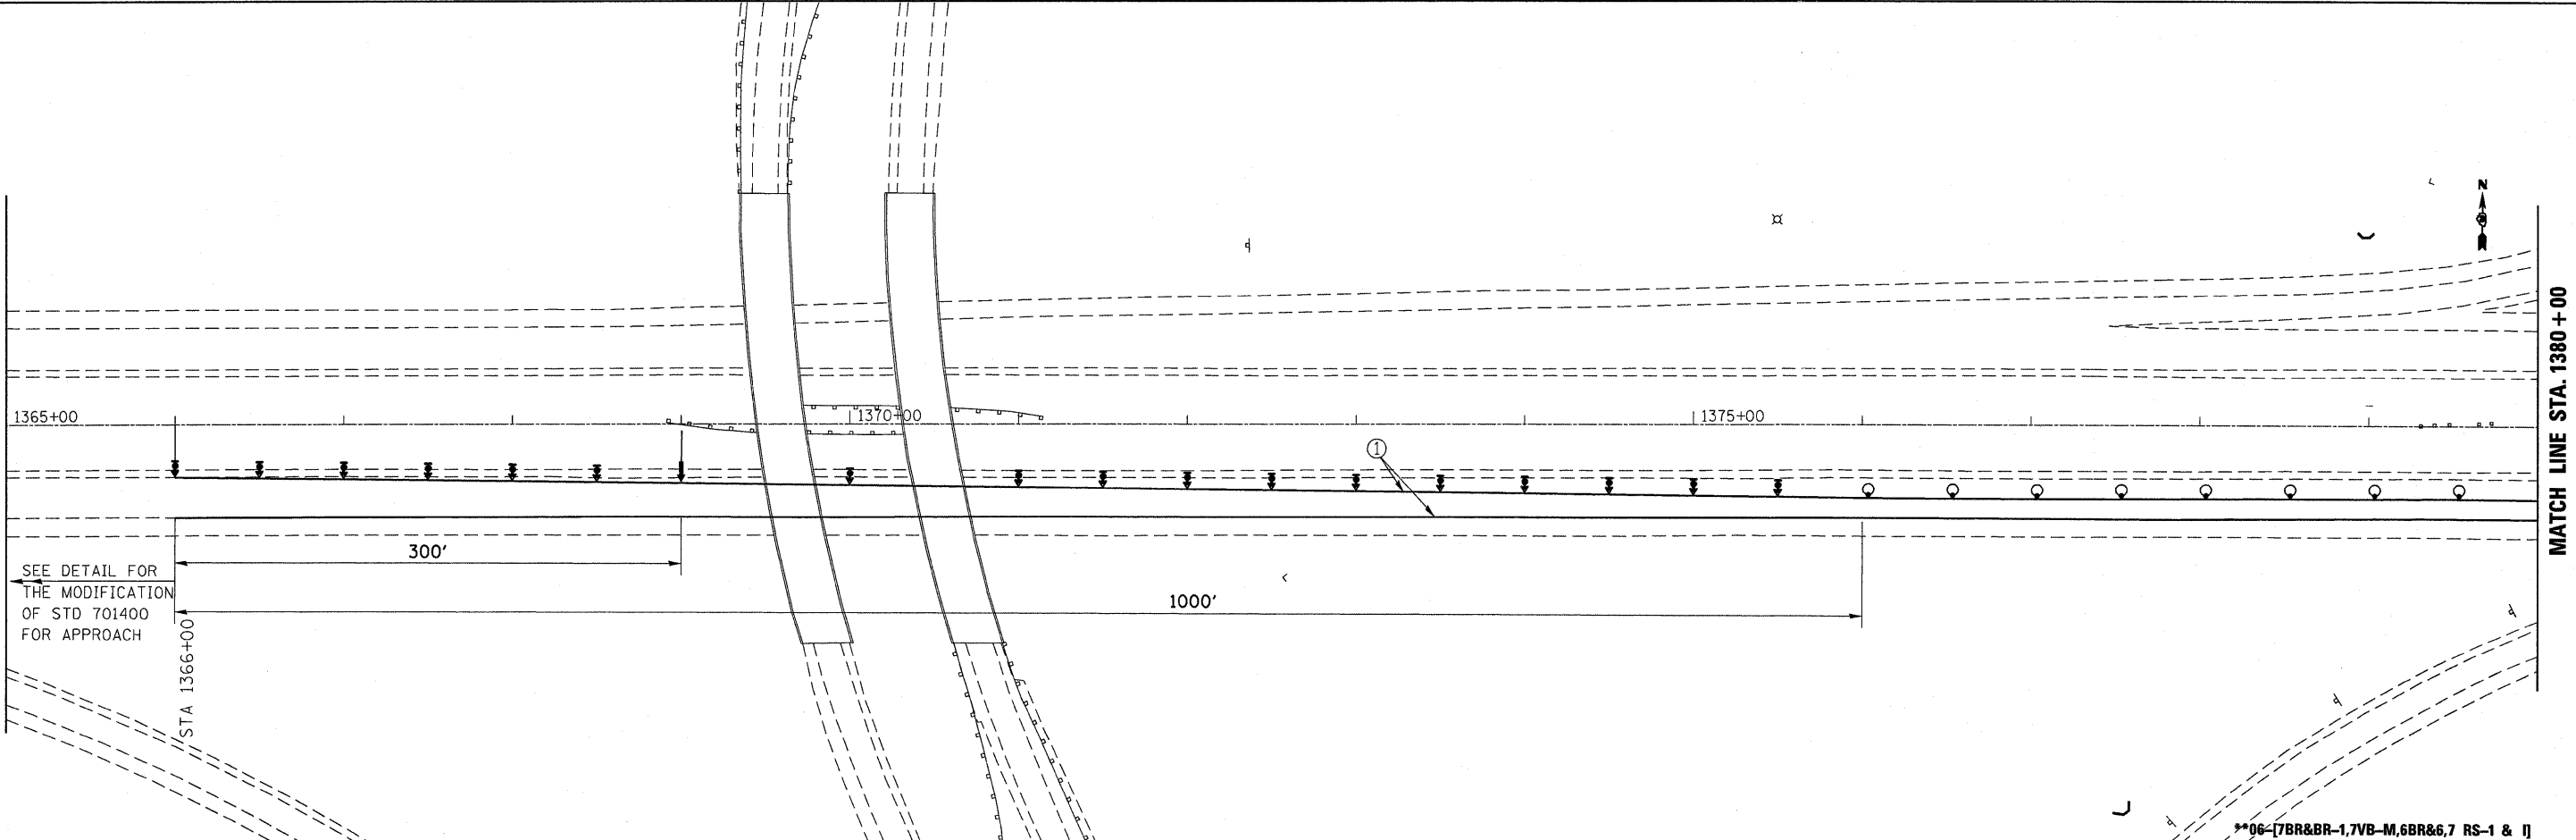 N
MATCH LINE STA. 1380+00
1365+00
1370+00
1375+00
1
300'
SEE DETAIL FOR
THE MODIFICATION
OF STD 701400
FOR APPROACH
1000'
STA 1366+00
**06-[7BR&BR-1,7VB-M,6BR&6,7 RS-1 & I]